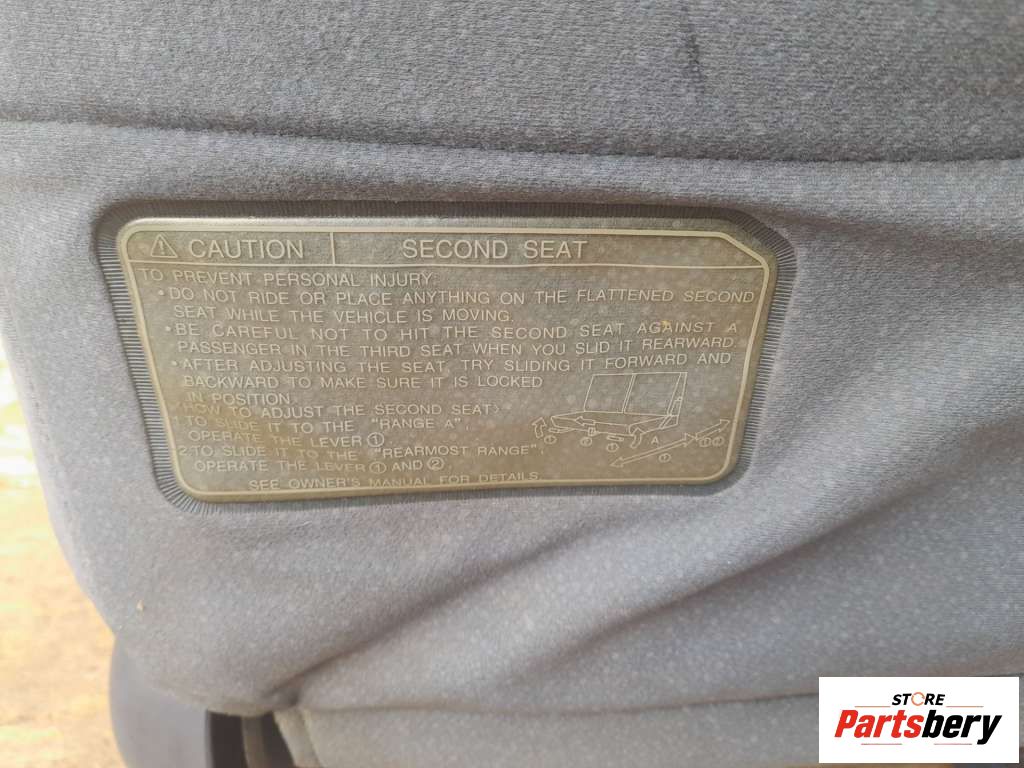 ⚠ CAUTION SECOND SEAT
TO PREVENT PERSONAL INJURY:
• DO NOT RIDE OR PLACE ANYTHING ON THE FLATTENED SECOND
SEAT WHILE THE VEHICLE IS MOVING.
• BE CAREFUL NOT TO HIT THE SECOND SEAT AGAINST A
PASSENGER IN THE THIRD SEAT WHEN YOU SLID IT REARWARD.
• AFTER ADJUSTING THE SEAT, TRY SLIDING IT FORWARD AND
BACKWARD TO MAKE SURE IT IS LOCKED
IN POSITION.
<HOW TO ADJUST THE SECOND SEAT>
1. TO SLIDE IT TO THE "RANGE A",
OPERATE THE LEVER ①
2. TO SLIDE IT TO THE "REARMOST RANGE",
OPERATE THE LEVER ① AND ②
A
SEE OWNER'S MANUAL FOR DETAILS.
STORE
Partsbery